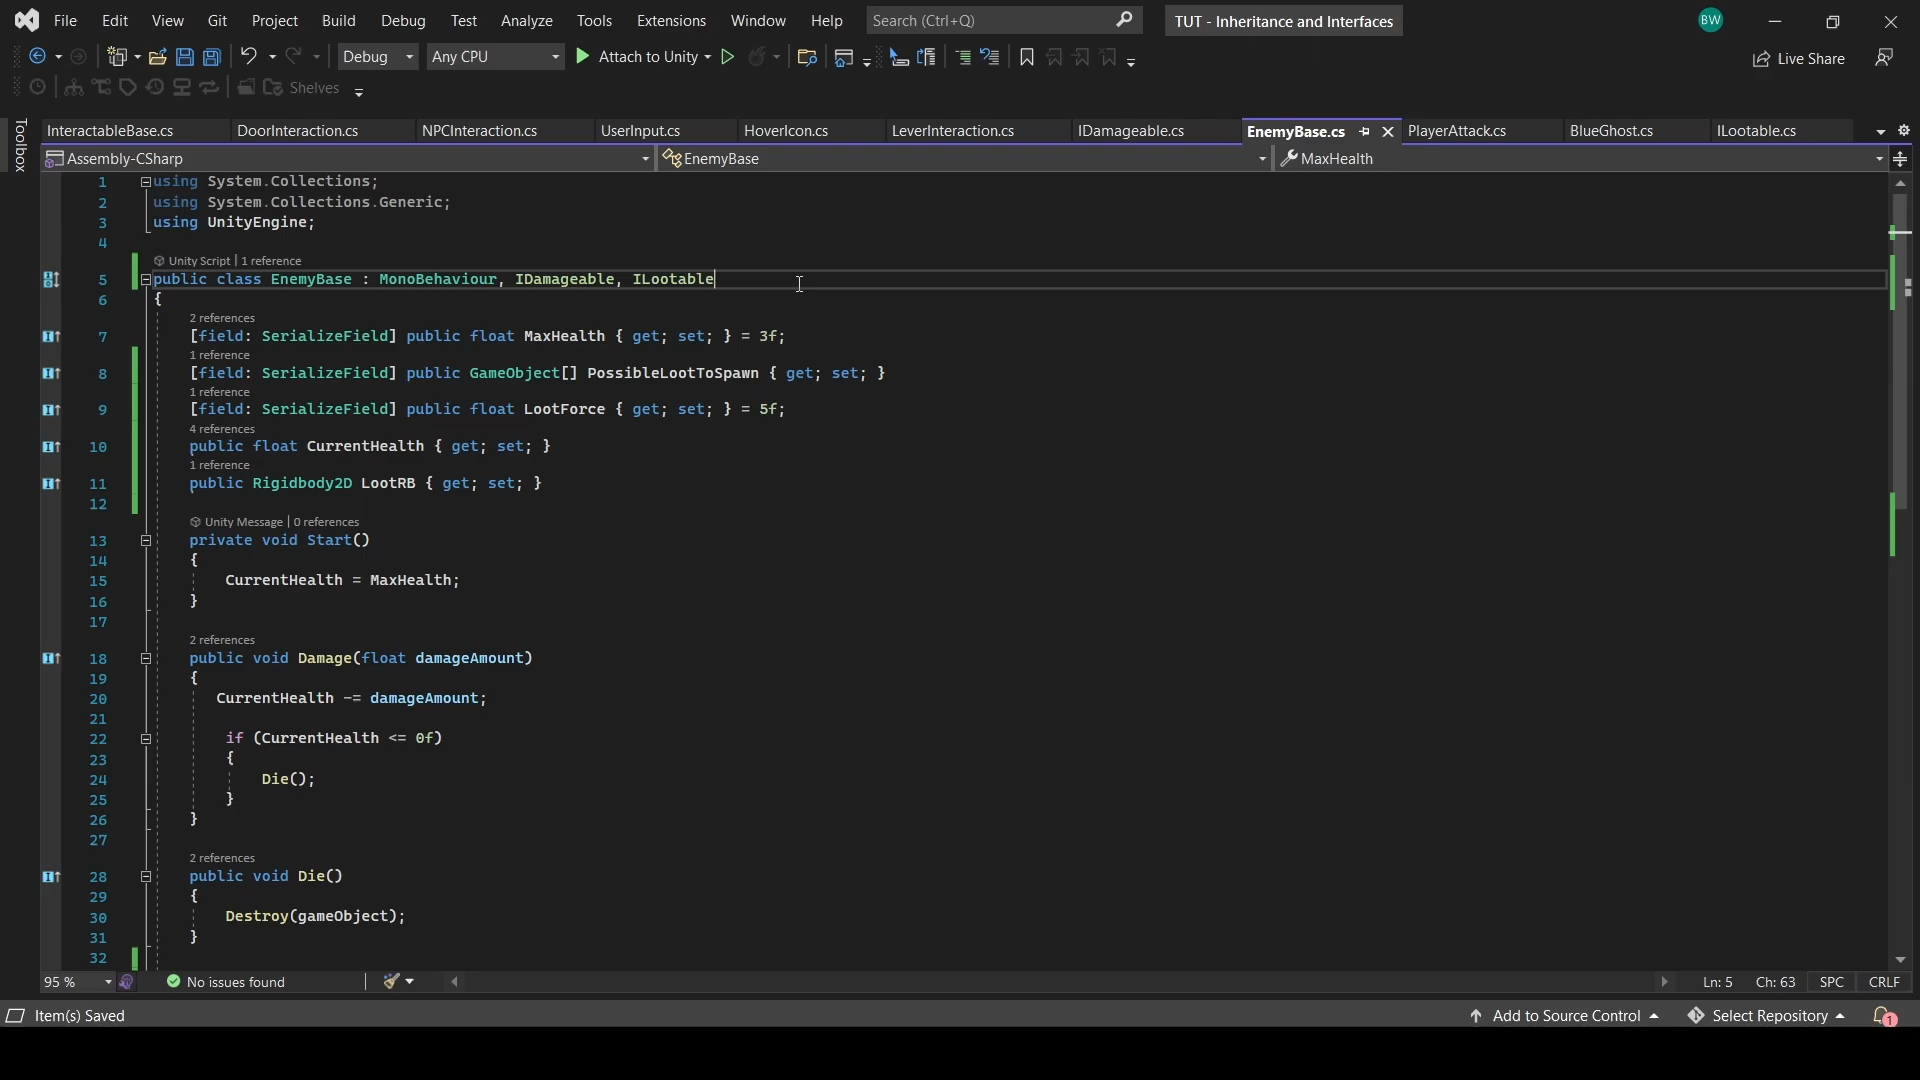 File Edit View Git Project Build Debug Test Analyze Tools Extensions Window Help Search (Ctrl+Q) TUT - Inheritance and Interfaces BW
Debug Any CPU Attach to Unity Live Share
Shelves
Toolbox
InteractableBase.cs DoorInteraction.cs NPCInteraction.cs UserInput.cs HoverIcon.cs LeverInteraction.cs IDamageable.cs EnemyBase.cs PlayerAttack.cs BlueGhost.cs ILootable.cs
Assembly-CSharp EnemyBase MaxHealth
1 using System.Collections;
2 using System.Collections.Generic;
3 using UnityEngine;
4
Unity Script | 1 reference
5 public class EnemyBase : MonoBehaviour, IDamageable, ILootable
6 {
2 references
7 [field: SerializeField] public float MaxHealth { get; set; } = 3f;
1 reference
8 [field: SerializeField] public GameObject[] PossibleLootToSpawn { get; set; }
1 reference
9 [field: SerializeField] public float LootForce { get; set; } = 5f;
4 references
10 public float CurrentHealth { get; set; }
1 reference
11 public Rigidbody2D LootRB { get; set; }
12
Unity Message | 0 references
13 private void Start()
14 {
15 CurrentHealth = MaxHealth;
16 }
17
2 references
18 public void Damage(float damageAmount)
19 {
20 CurrentHealth -= damageAmount;
21
22 if (CurrentHealth <= 0f)
23 {
24 Die();
25 }
26 }
27
2 references
28 public void Die()
29 {
30 Destroy(gameObject);
31 }
32
95 % No issues found Ln: 5 Ch: 63 SPC CRLF
Item(s) Saved Add to Source Control Select Repository 1